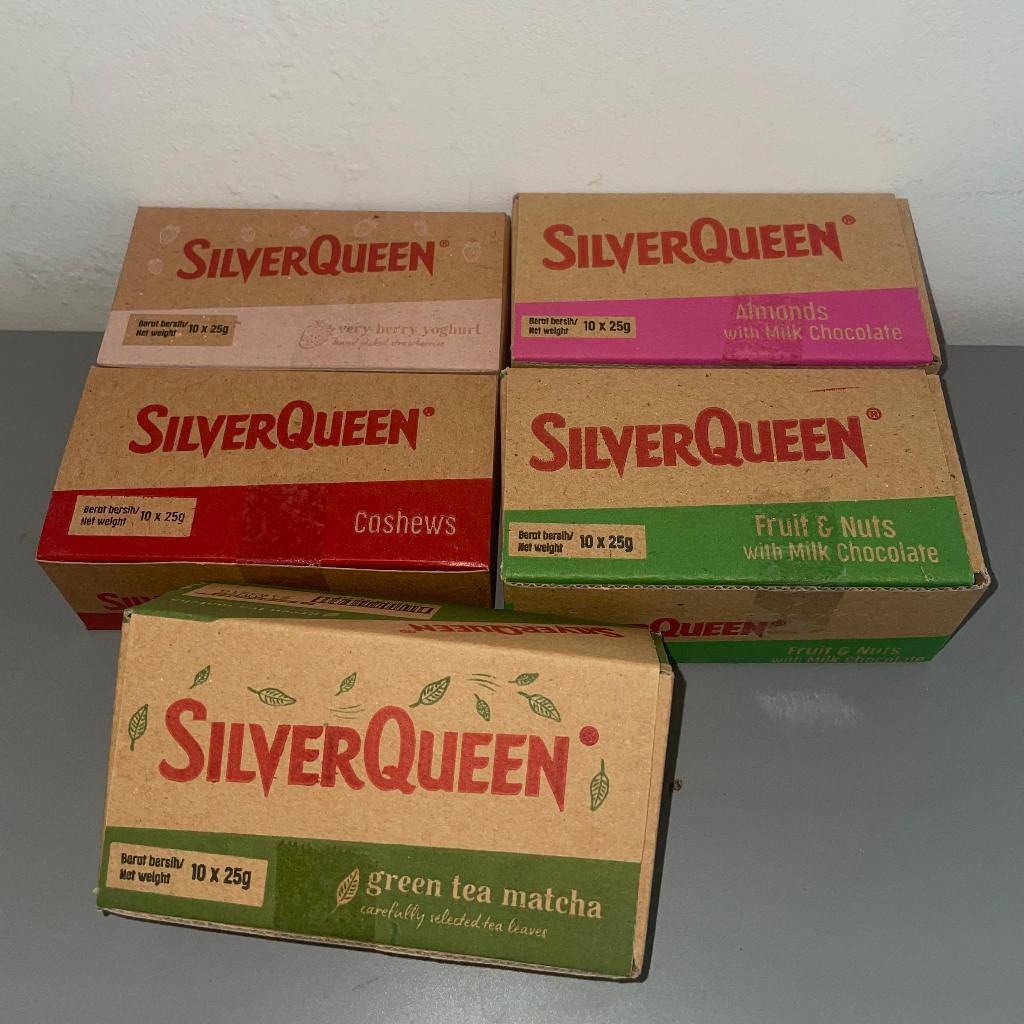 SILVERQUEEN®
Berat bersih/
Net weight 10 x 25g
very berry yoghurt
hand picked strawberries
SILVERQUEEN®
Berat bersih/
Net weight 10 x 25g
Almonds
with Milk Chocolate
SILVERQUEEN®
Berat bersih/
Net weight 10 x 25g
Cashews
SILVERQUEEN®
Berat bersih/
Net weight 10 x 25g
Fruit & Nuts
with Milk Chocolate
QUEEN®
Fruit & Nuts
with Milk Chocolate
SILVERQUEEN®
SILVERQUEEN®
Berat bersih/
Net weight 10 x 25g
green tea matcha
carefully selected tea leaves